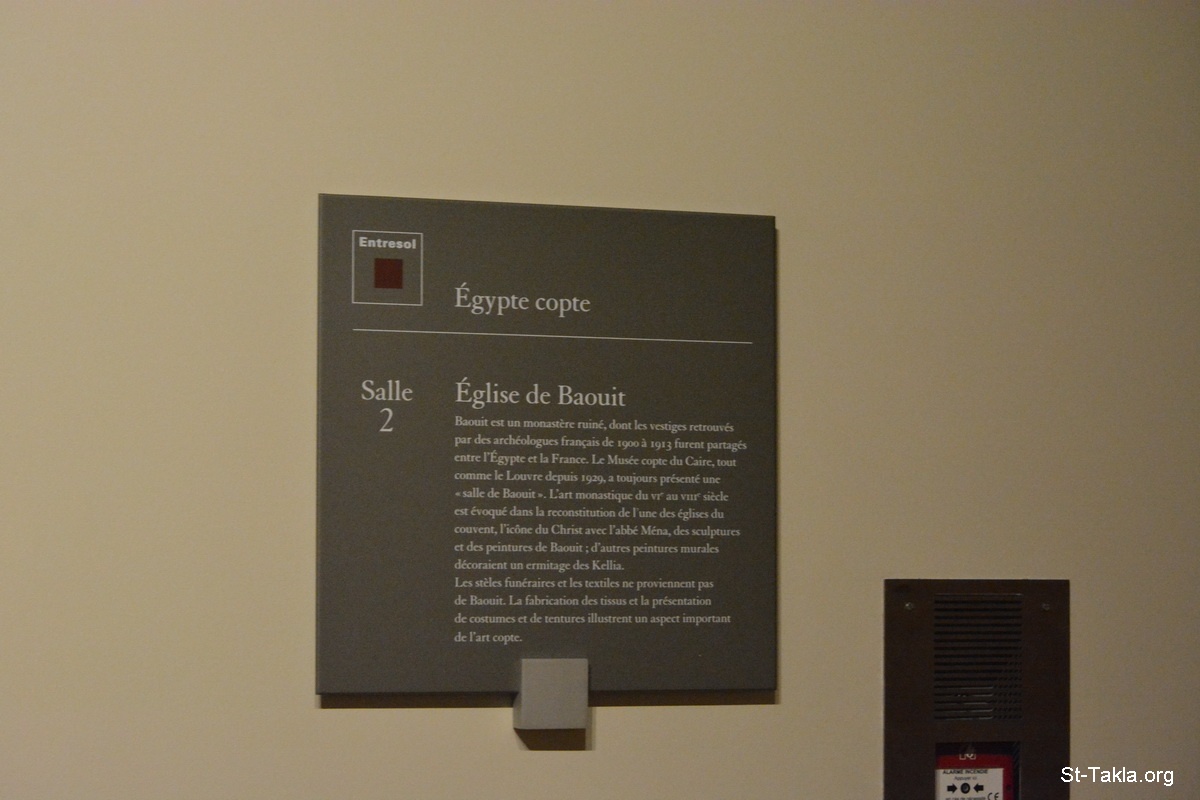 Entresol
Égypte copte
Salle
2
Église de Baouit
Baouit est un monastère ruiné, dont les vestiges retrouvés
par des archéologues français de 1900 à 1913 furent partagés
entre l'Égypte et la France. Le Musée copte du Caire, tout
comme le Louvre depuis 1929, a toujours présenté une
« salle de Baouit ». L'art monastique du VIe au VIIIe siècle
est évoqué dans la reconstitution de l'une des églises du
couvent, l'icône du Christ avec l'abbé Ména, des sculptures
et des peintures de Baouit ; d'autres peintures murales
décoraient un ermitage des Kellia.
Les stèles funéraires et les textiles ne proviennent pas
de Baouit. La fabrication des tissus et la présentation
de costumes et de tentures illustrent un aspect important
de l'art copte.
ALARME INCENDIE
CE
St-Takla.org